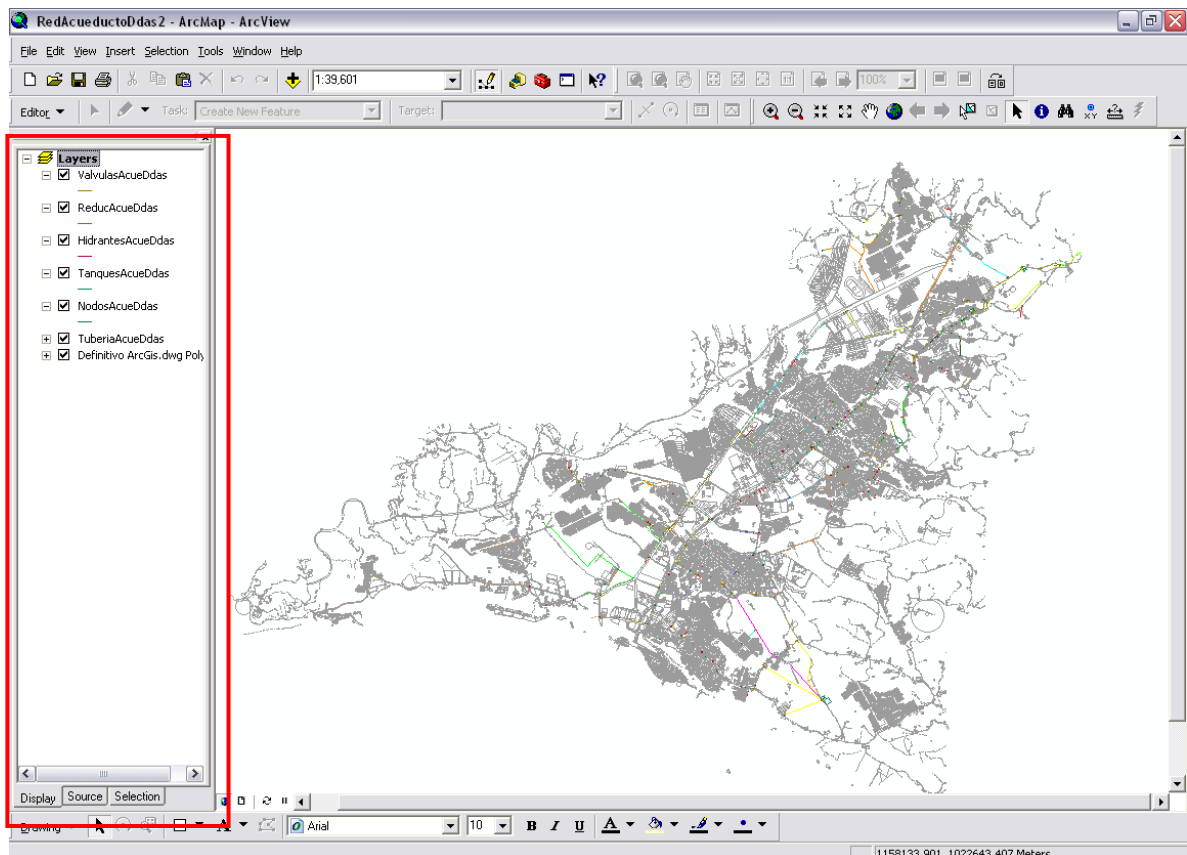 RedAcueductoDdas2 - ArcMap - ArcView
File Edit View Insert Selection Tools Window Help
1:39,601
100%
Editor Task: Create New Feature Target:
Layers
ValvulasAcueDdas
ReducAcueDdas
HidrantesAcueDdas
TanquesAcueDdas
NodosAcueDdas
TuberiaAcueDdas
Definitivo ArcGis.dwg Poly
Display Source Selection
Drawing A Arial 10 B I U A
1158133.901 1022643.407 Meters